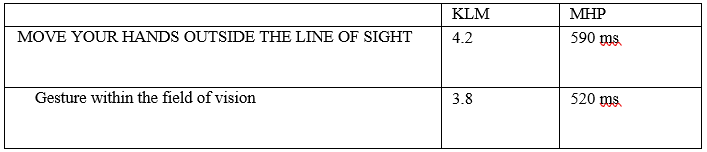 KLM MHP
MOVE YOUR HANDS OUTSIDE THE LINE OF SIGHT 4.2 590 ms
Gesture within the field of vision 3.8 520 ms